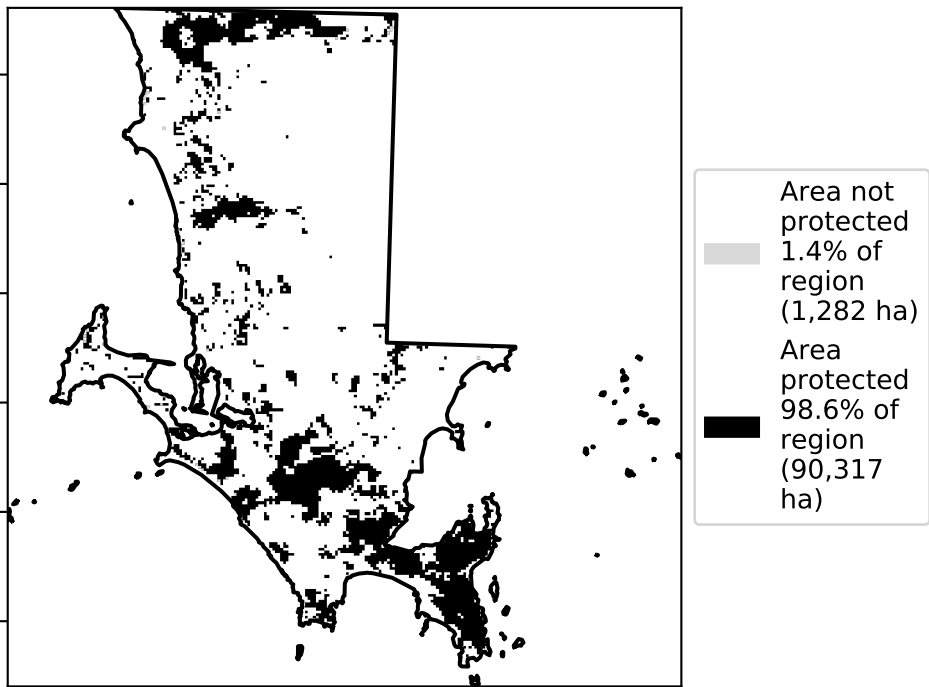 Area not
protected
1.4% of
region
(1,282 ha)
Area
protected
98.6% of
region
(90,317
ha)